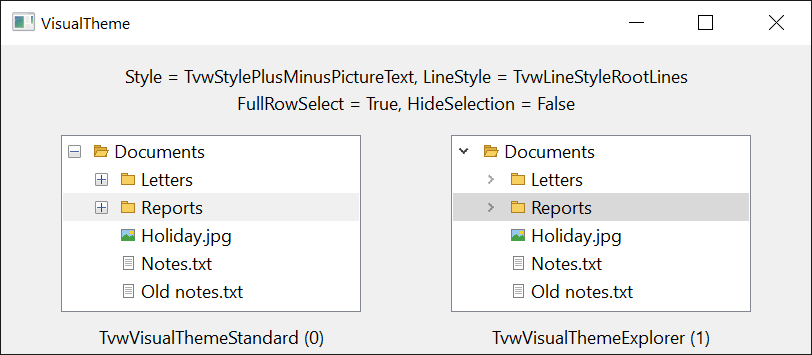 VisualTheme
Style = TvwStylePlusMinusPictureText, LineStyle = TvwLineStyleRootLines
FullRowSelect = True, HideSelection = False
Documents
Letters
Reports
Holiday.jpg
Notes.txt
Old notes.txt
TvwVisualThemeStandard (0)
Documents
Letters
Reports
Holiday.jpg
Notes.txt
Old notes.txt
TvwVisualThemeExplorer (1)